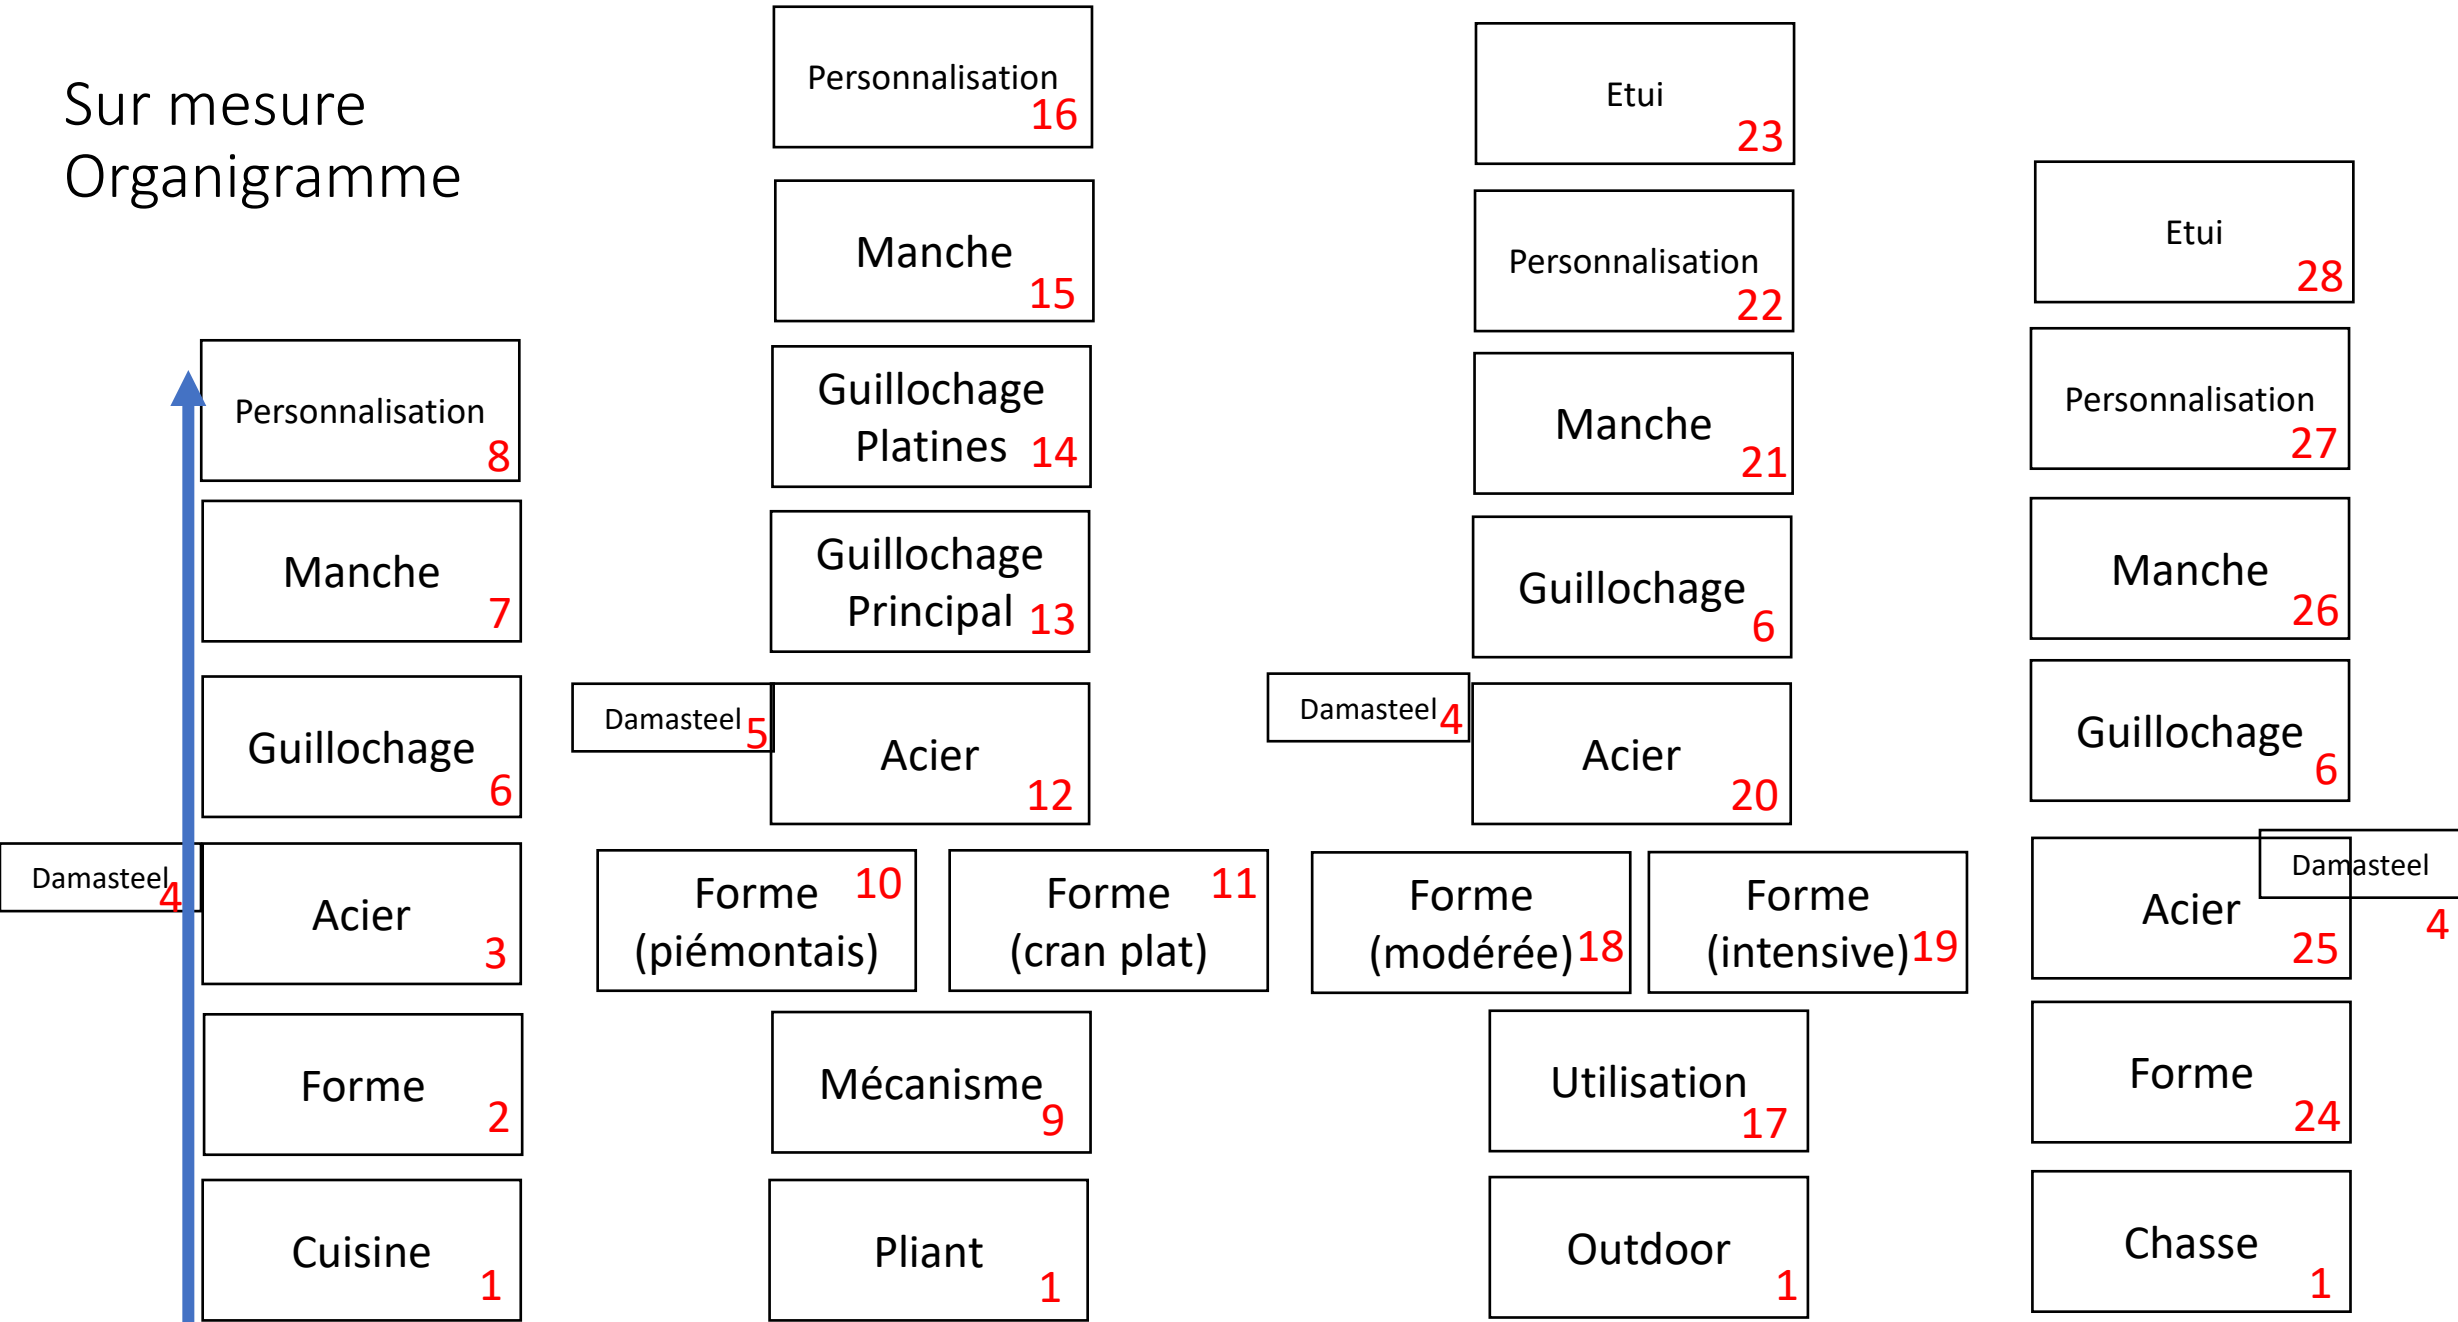 Sur mesure
Organigramme
Personnalisation
8
Manche
7
Guillochage
6
Damasteel
4
Acier
3
Forme
2
Cuisine
1
Personnalisation
16
Manche
15
Guillochage
Platines 14
Guillochage
Principal 13
Damasteel
5
Acier
12
Forme 10
(piémontais)
Forme 11
(cran plat)
Mécanisme
9
Pliant
1
Etui
23
Personnalisation
22
Manche
21
Guillochage
6
Damasteel
4
Acier
20
Forme
(modérée) 18
Forme
(intensive) 19
Utilisation
17
Outdoor
1
Etui
28
Personnalisation
27
Manche
26
Guillochage
6
Damasteel
4
Acier
25
Forme
24
Chasse
1